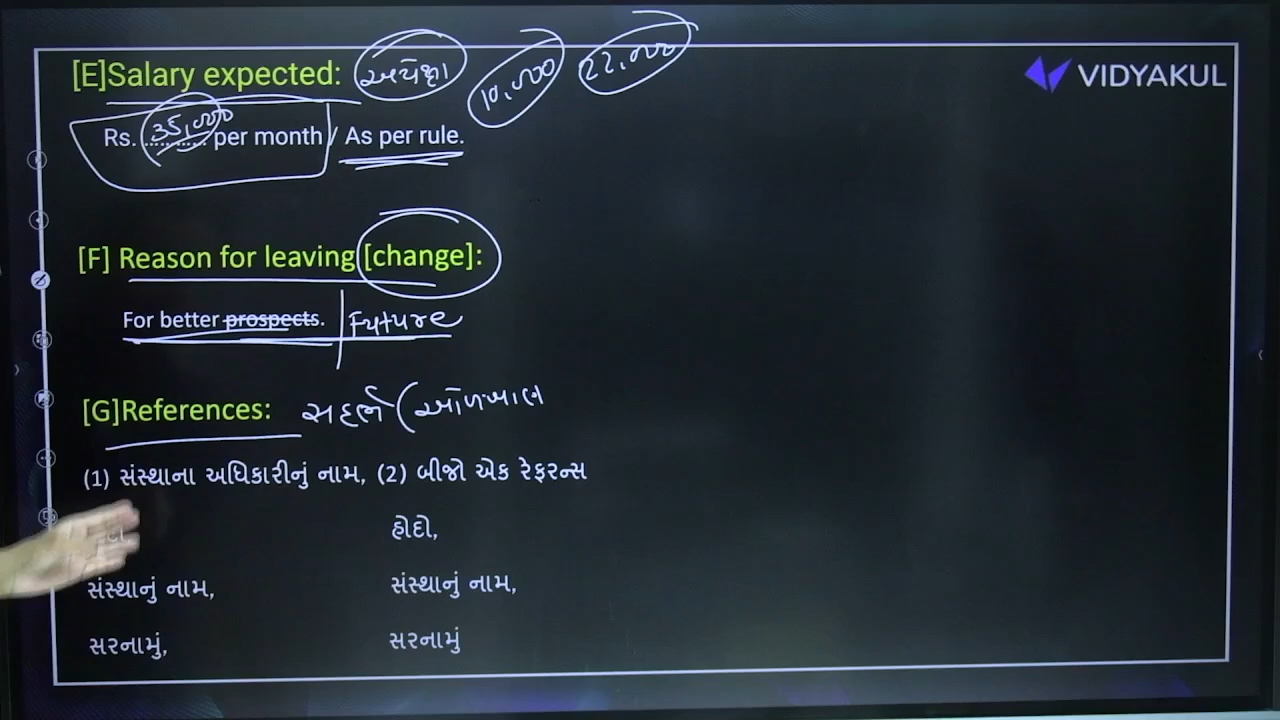 [E]Salary expected: અપેક્ષા 10,000 22,000
VIDYAKUL
Rs. 35,000 per month / As per rule.
[F] Reason for leaving [change]:
For better prospects. Future
[G]References: સંદર્ભ (ઓળખાણ
(1) સંસ્થાના અધિકારીનું નામ, (2) બીજો એક રેફરન્સ
હોદો,
સંસ્થાનું નામ, સંસ્થાનું નામ,
સરનામું, સરનામું